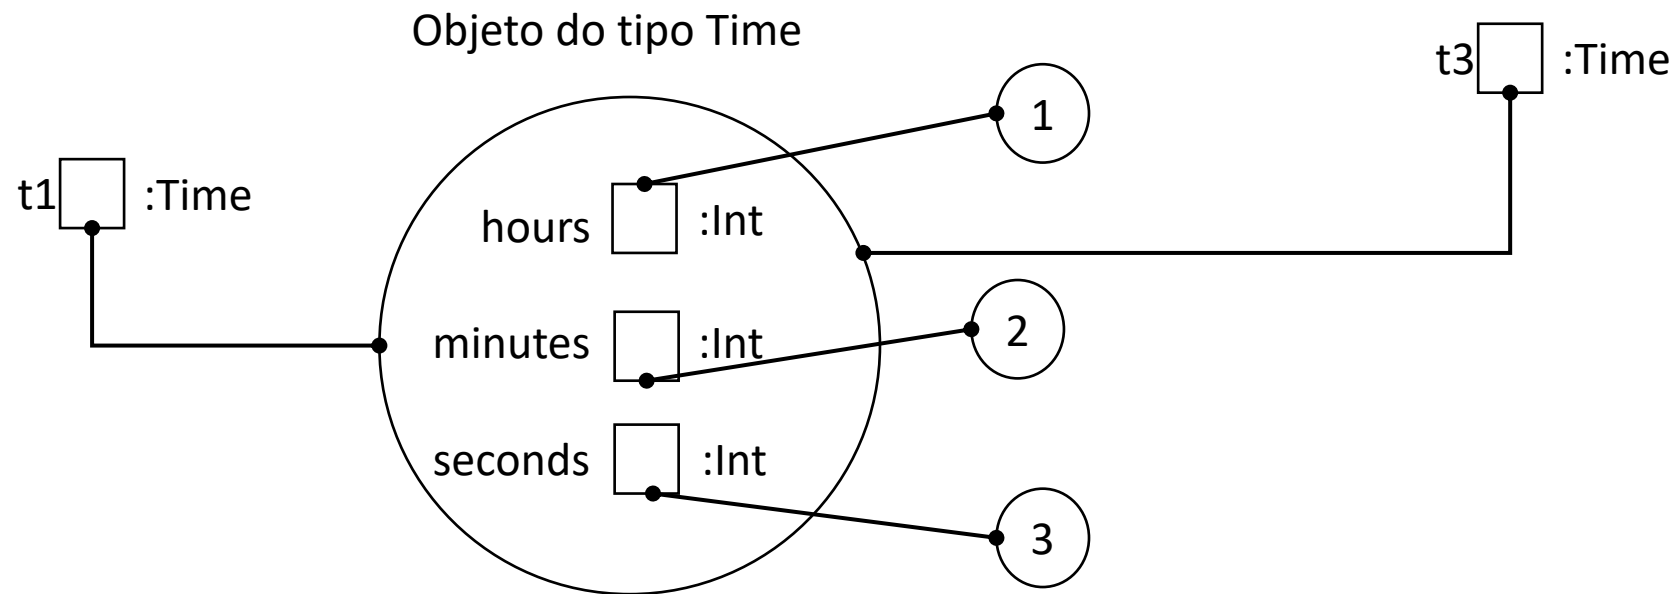 Objeto do tipo Time
t3 :Time
1
t1 :Time
hours :Int
2
minutes :Int
seconds :Int
3